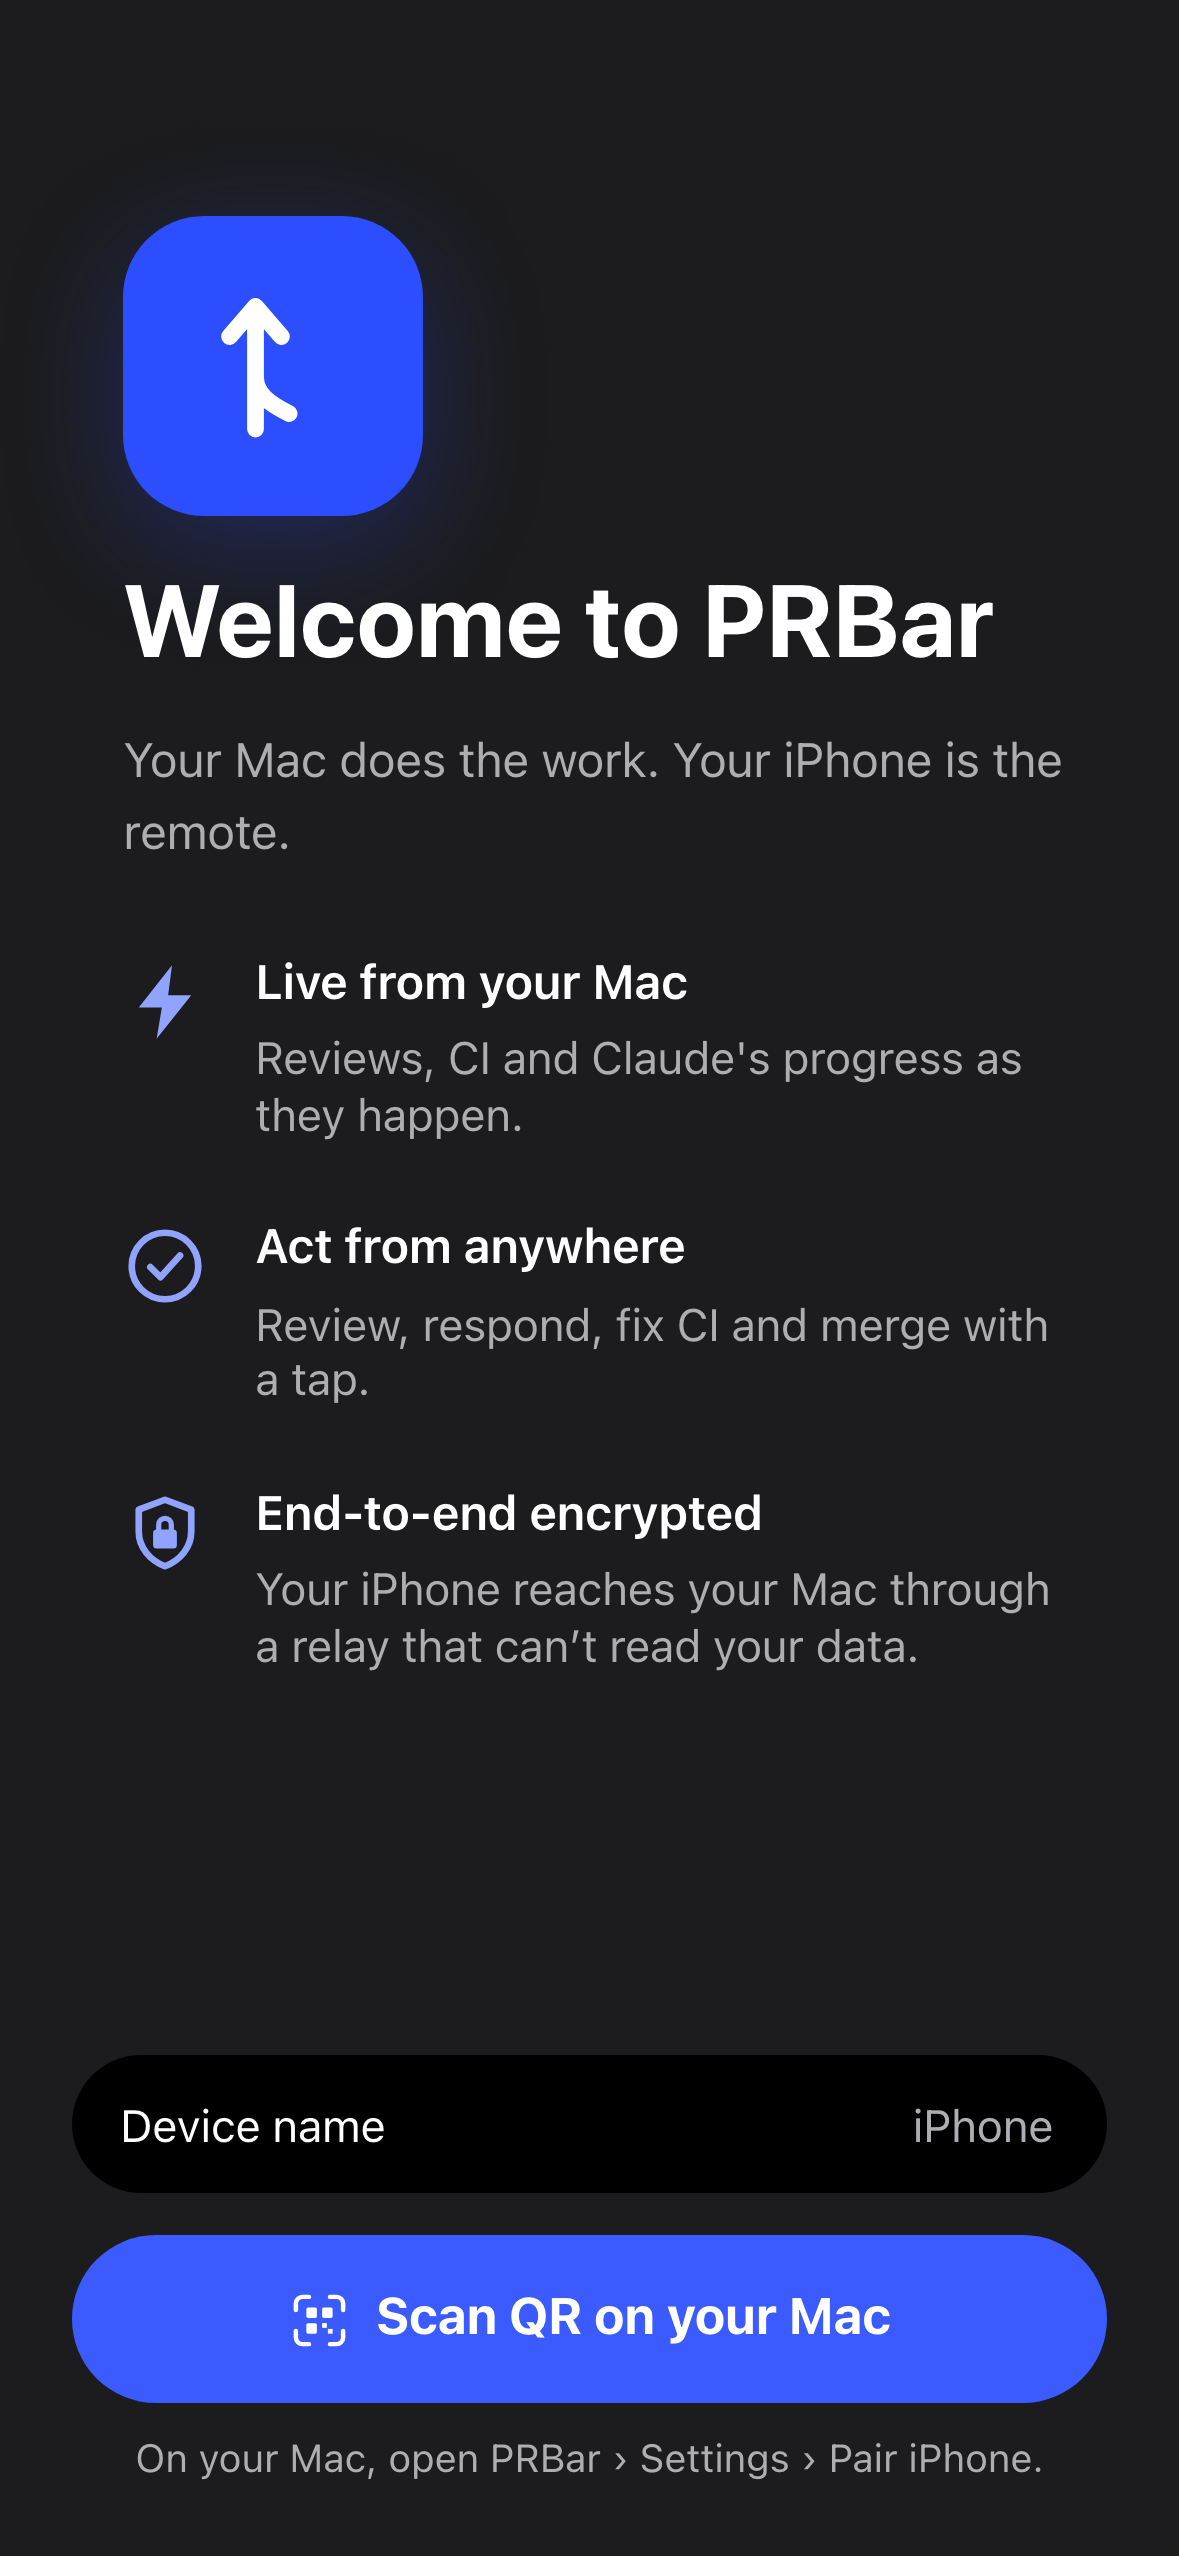 Welcome to PRBar
Your Mac does the work. Your iPhone is the
remote.
Live from your Mac
Reviews, CI and Claude's progress as
they happen.
Act from anywhere
Review, respond, fix CI and merge with
a tap.
End-to-end encrypted
Your iPhone reaches your Mac through
a relay that can’t read your data.
Device name iPhone
Scan QR on your Mac
On your Mac, open PRBar › Settings › Pair iPhone.